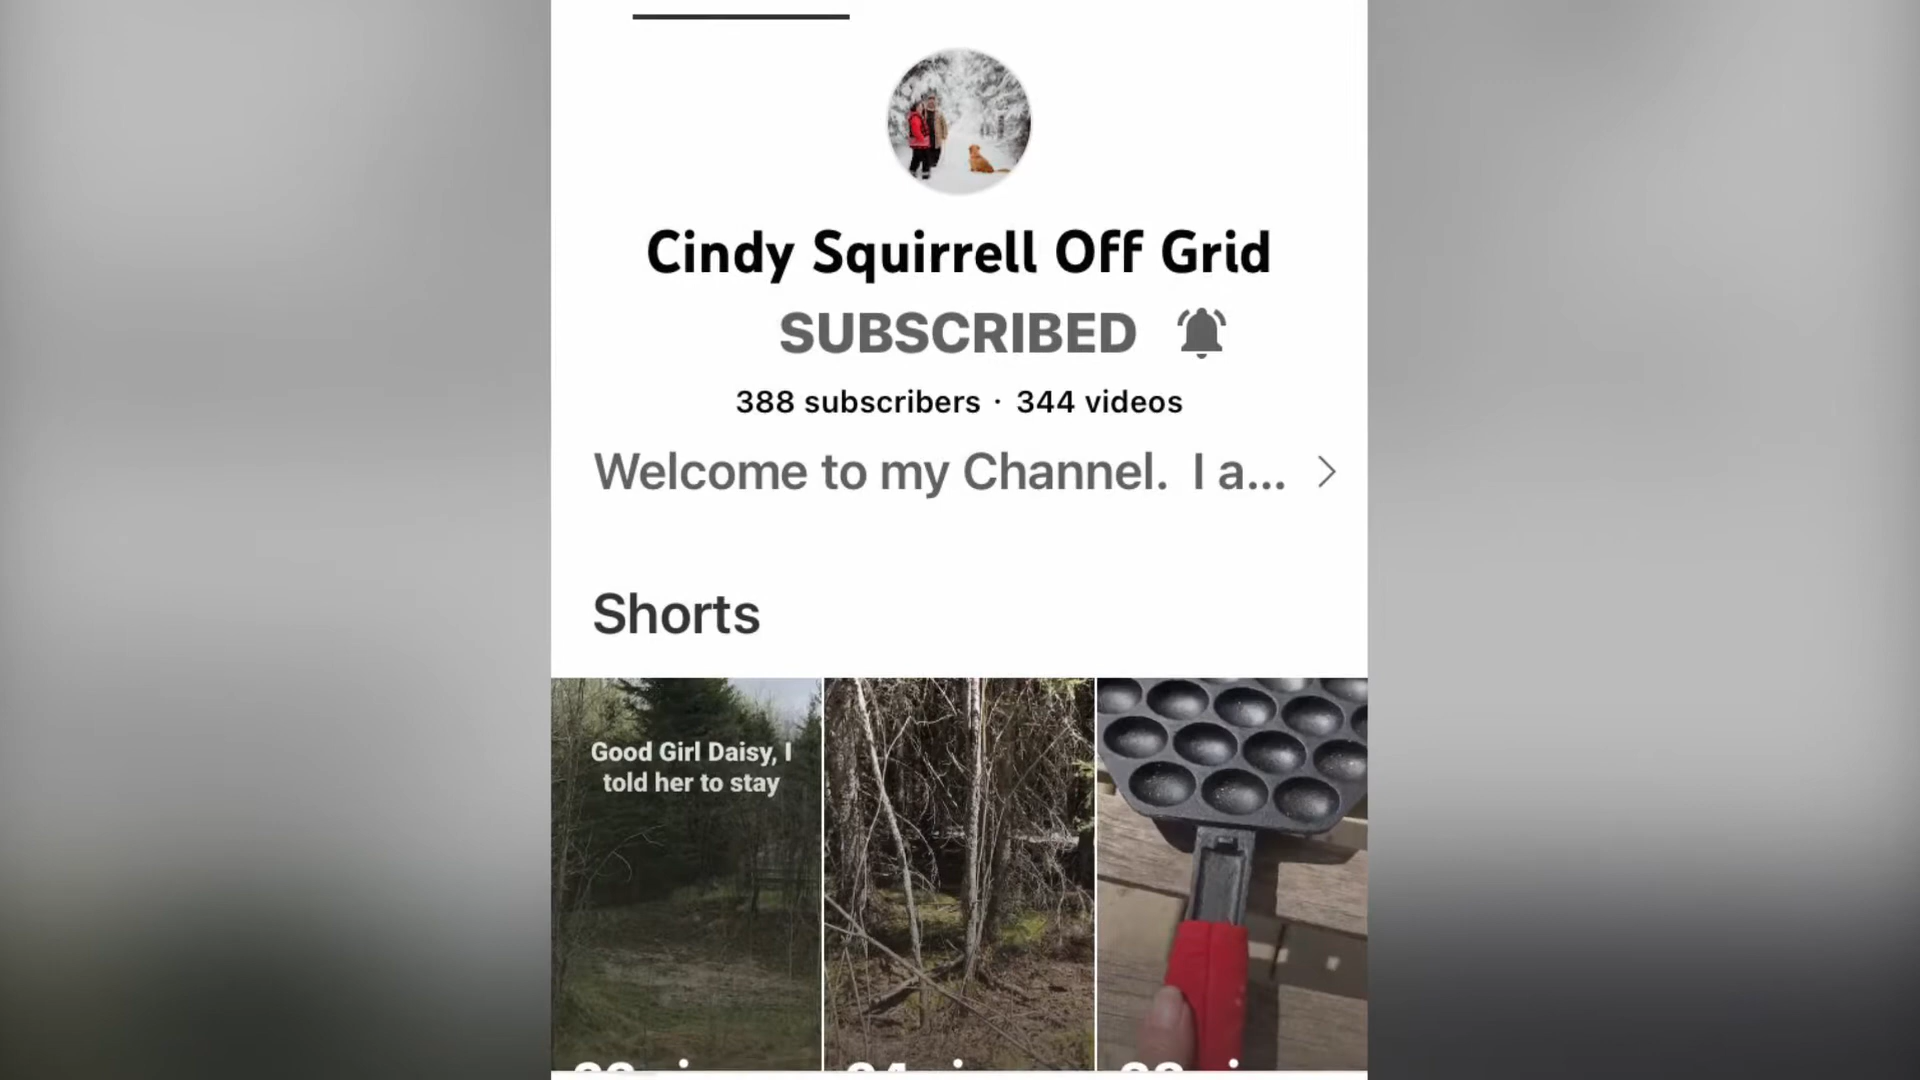 Cindy Squirrell Off Grid
SUBSCRIBED
388 subscribers · 344 videos
Welcome to my Channel. I a...
Shorts
Good Girl Daisy, I
told her to stay